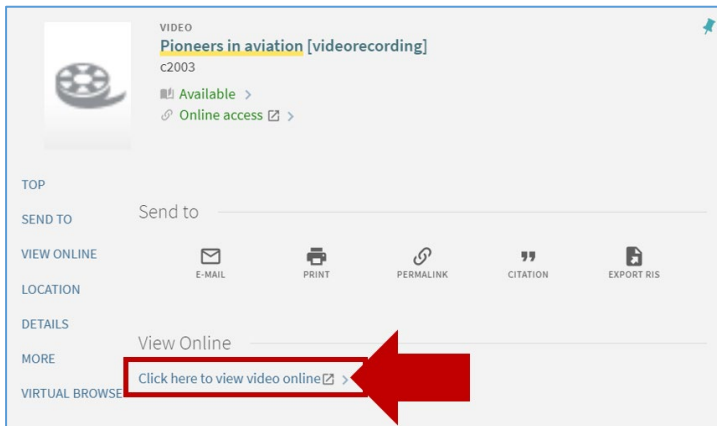 VIDEO
Pioneers in aviation [videorecording]
c2003
Available >
Online access >
TOP
SEND TO
VIEW ONLINE
LOCATION
DETAILS
MORE
VIRTUAL BROWSE
Send to
E-MAIL PRINT PERMALINK CITATION EXPORT RIS
View Online
Click here to view video online >